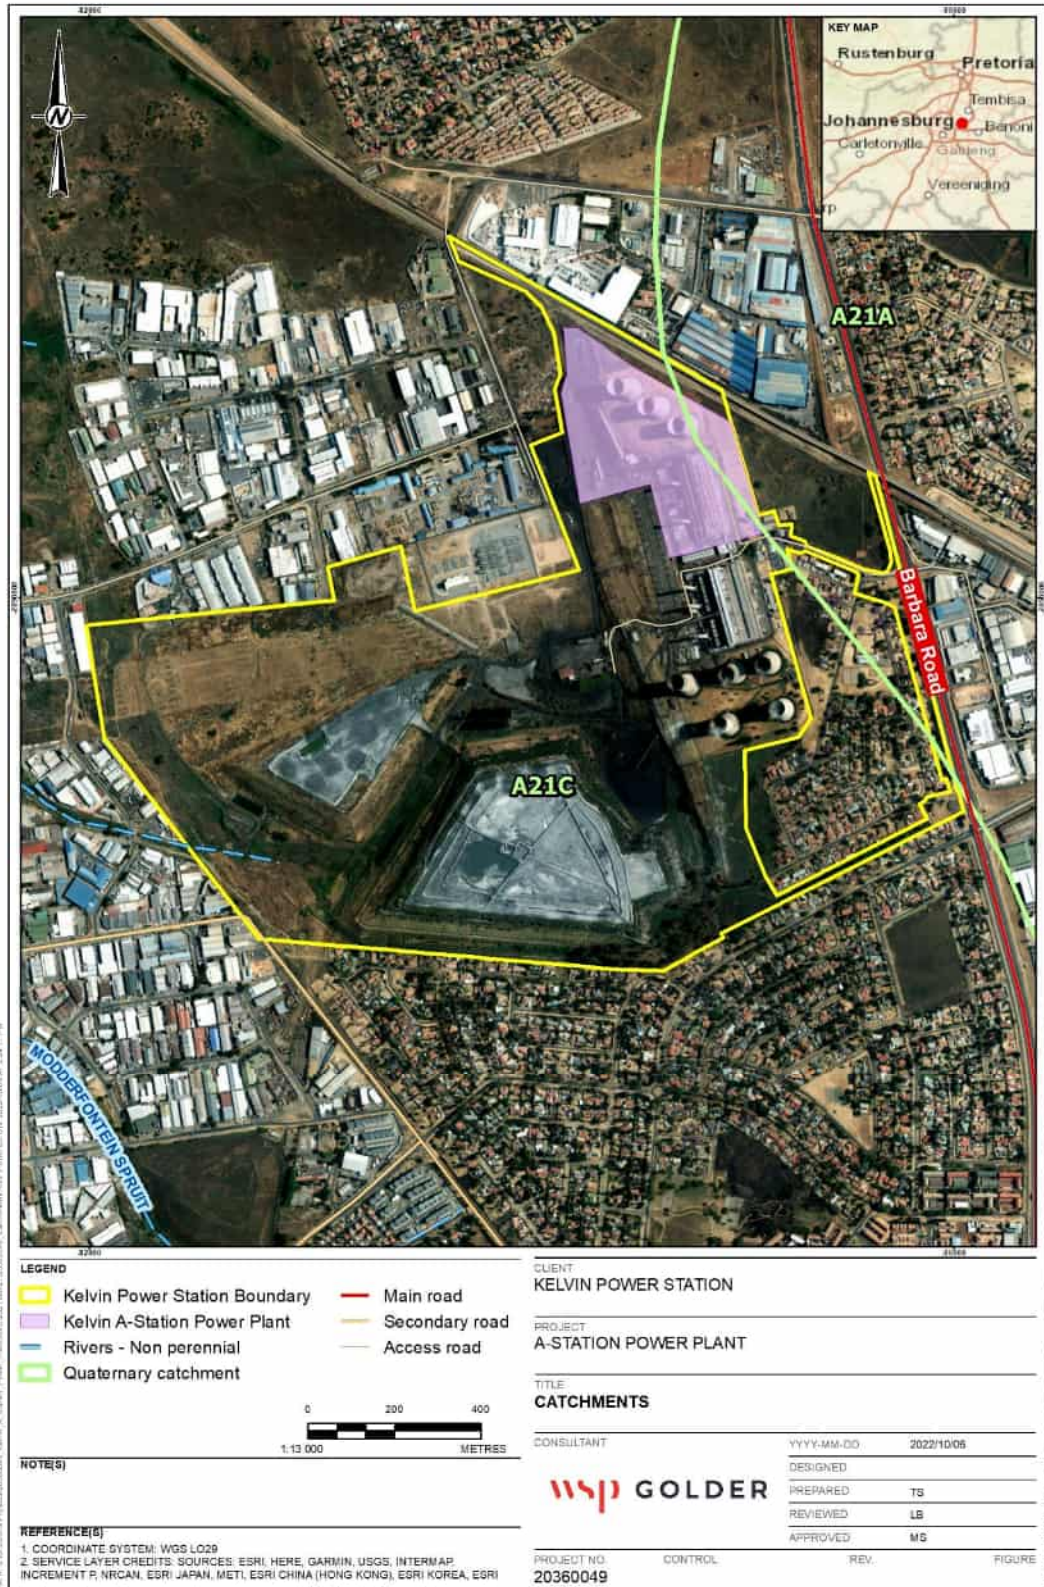 -82000
-80000
KEY MAP
Rustenburg
Pretoria
Tembisa
Johannesburg
Benoni
Carletonville
Gauteng
Vereeniging
N
A21A
Barbara Road
A21C
MODDERFONTEIN SPRUIT
-82000
-80000
LEGEND
Kelvin Power Station Boundary
Kelvin A-Station Power Plant
Rivers - Non perennial
Quaternary catchment
Main road
Secondary road
Access road
0 200 400
1:13 000 METRES
NOTE(S)
REFERENCE(S)
1. COORDINATE SYSTEM: WGS LO29
2. SERVICE LAYER CREDITS: SOURCES: ESRI, HERE, GARMIN, USGS, INTERMAP,
INCREMENT P, NRCAN, ESRI JAPAN, METI, ESRI CHINA (HONG KONG), ESRI KOREA, ESRI
CLIENT
KELVIN POWER STATION
PROJECT
A-STATION POWER PLANT
TITLE
CATCHMENTS
CONSULTANT
wsp GOLDER
YYYY-MM-DD 2022/10/06
DESIGNED
PREPARED TS
REVIEWED LB
APPROVED MS
PROJECT NO. CONTROL REV. FIGURE
20360049